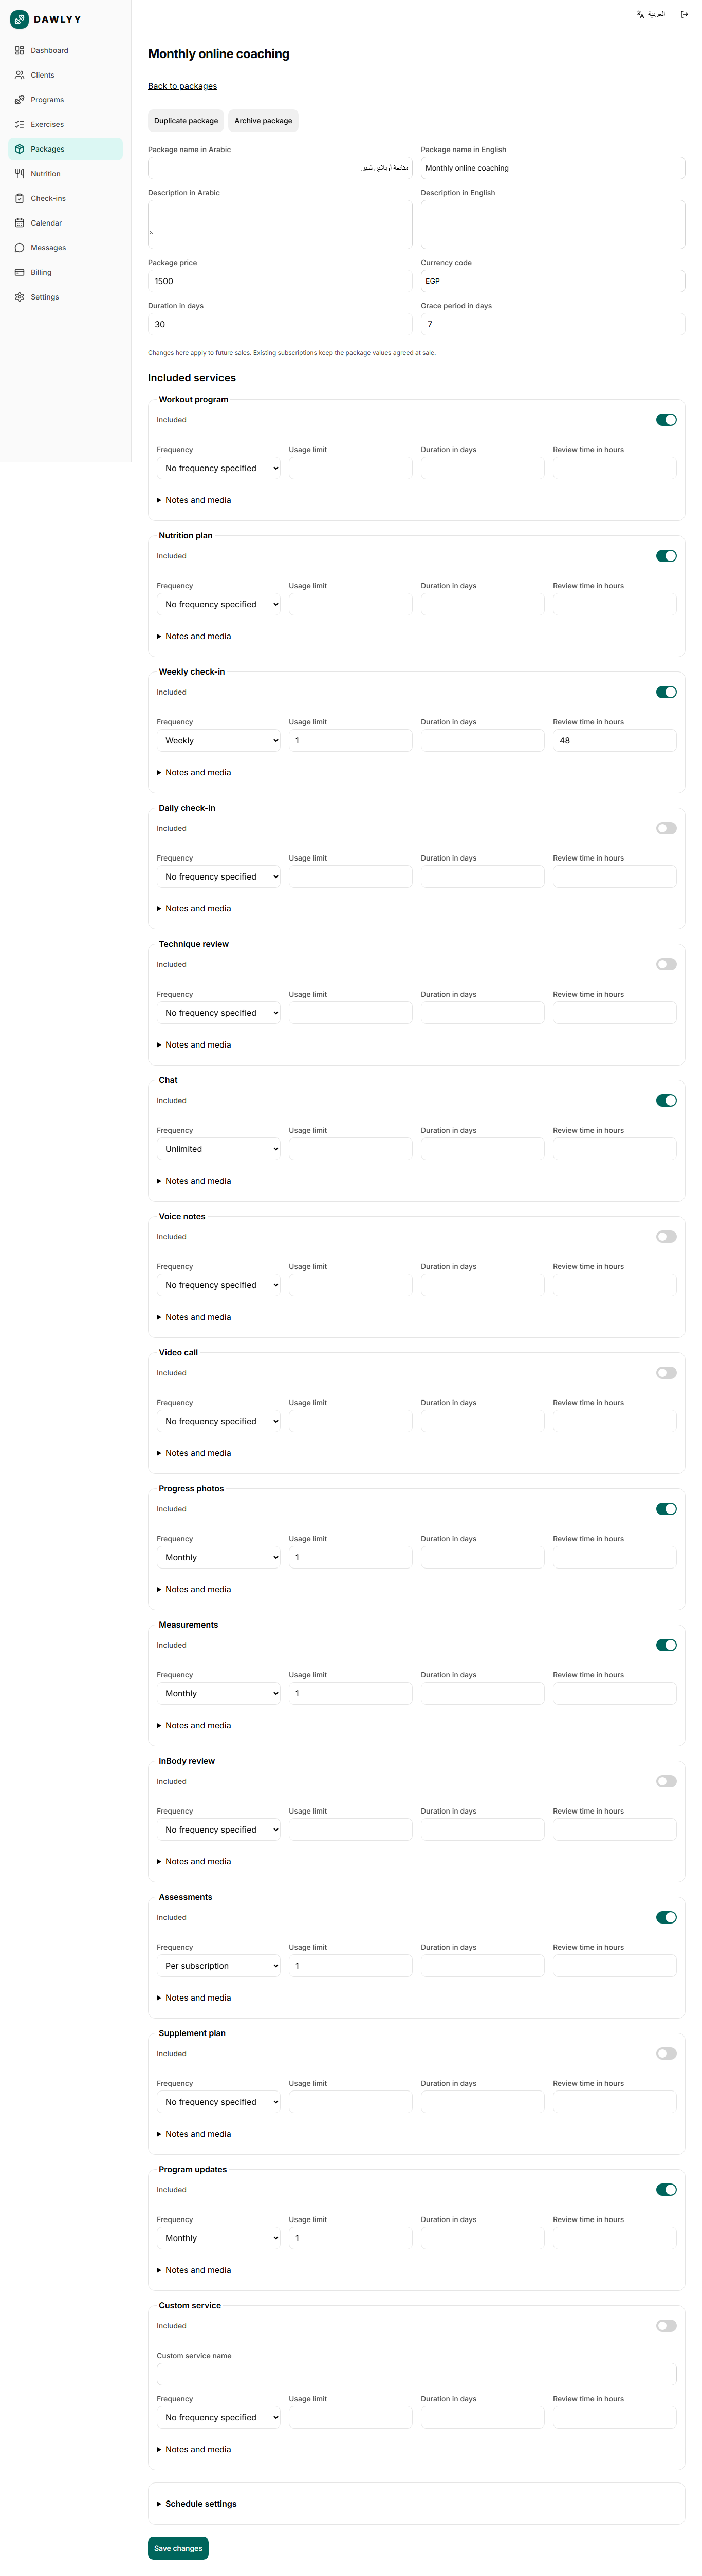 DAWLYY
العربية
Dashboard
Clients
Programs
Exercises
Packages
Nutrition
Check-ins
Calendar
Messages
Billing
Settings
Monthly online coaching
Back to packages
Duplicate package Archive package
Package name in Arabic Package name in English
متابعة أونلاين شهر Monthly online coaching
Description in Arabic Description in English
Package price Currency code
1500 EGP
Duration in days Grace period in days
30 7
Changes here apply to future sales. Existing subscriptions keep the package values agreed at sale.
Included services
Workout program
Included
Frequency Usage limit Duration in days Review time in hours
No frequency specified
Notes and media
Nutrition plan
Included
Frequency Usage limit Duration in days Review time in hours
No frequency specified
Notes and media
Weekly check-in
Included
Frequency Usage limit Duration in days Review time in hours
Weekly 1 48
Notes and media
Daily check-in
Included
Frequency Usage limit Duration in days Review time in hours
No frequency specified
Notes and media
Technique review
Included
Frequency Usage limit Duration in days Review time in hours
No frequency specified
Notes and media
Chat
Included
Frequency Usage limit Duration in days Review time in hours
Unlimited
Notes and media
Voice notes
Included
Frequency Usage limit Duration in days Review time in hours
No frequency specified
Notes and media
Video call
Included
Frequency Usage limit Duration in days Review time in hours
No frequency specified
Notes and media
Progress photos
Included
Frequency Usage limit Duration in days Review time in hours
Monthly 1
Notes and media
Measurements
Included
Frequency Usage limit Duration in days Review time in hours
Monthly 1
Notes and media
InBody review
Included
Frequency Usage limit Duration in days Review time in hours
No frequency specified
Notes and media
Assessments
Included
Frequency Usage limit Duration in days Review time in hours
Per subscription 1
Notes and media
Supplement plan
Included
Frequency Usage limit Duration in days Review time in hours
No frequency specified
Notes and media
Program updates
Included
Frequency Usage limit Duration in days Review time in hours
Monthly 1
Notes and media
Custom service
Included
Custom service name
Frequency Usage limit Duration in days Review time in hours
No frequency specified
Notes and media
Schedule settings
Save changes